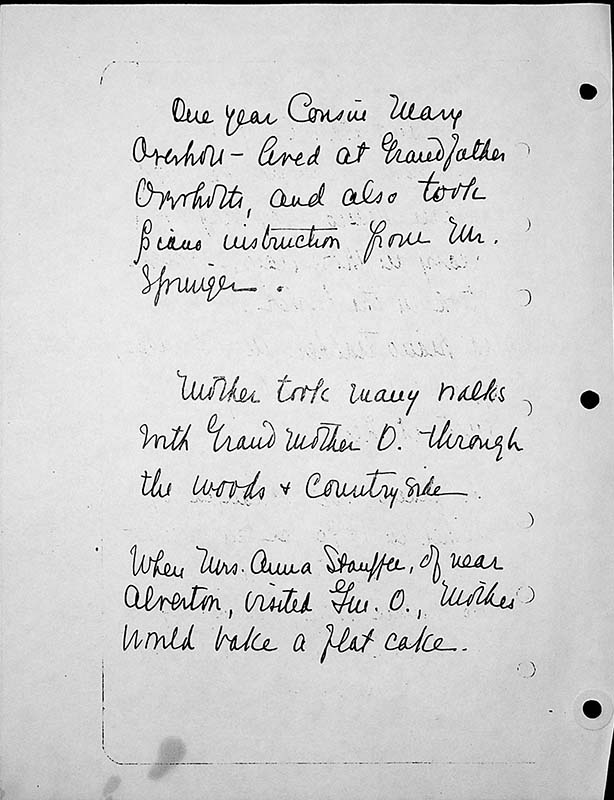 One year Cousin Mary
Overholt - lived at Grandfather
Overholts, and also took
piano instruction from Mr.
Springer.
Mother took many walks
with Grandmother O. through
the woods & Country side
When Mrs. Anna Stauffer, of near
Alverton, visited Gm. O., Mother
would bake a flat cake.